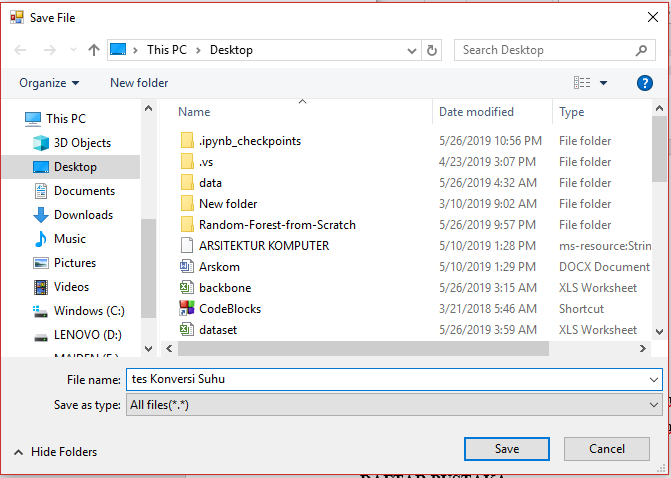 Save File
This PC > Desktop
Search Desktop
Organize
New folder
?
Name Date modified Type
.ipynb_checkpoints 5/26/2019 10:56 PM File folder
.vs 4/23/2019 3:07 PM File folder
data 5/26/2019 4:32 AM File folder
New folder 3/10/2019 9:02 AM File folder
Random-Forest-from-Scratch 5/26/2019 9:57 PM File folder
ARSITEKTUR KOMPUTER 5/10/2019 1:28 PM ms-resource:Strin
Arskom 5/10/2019 1:29 PM DOCX Document
backbone 5/26/2019 3:15 AM XLS Worksheet
CodeBlocks 3/21/2018 5:46 AM Shortcut
dataset 5/26/2019 3:59 AM XLS Worksheet
This PC
3D Objects
Desktop
Documents
Downloads
Music
Pictures
Videos
Windows (C:)
LENOVO (D:)
File name: tes Konversi Suhu
Save as type: All files(*.*)
Hide Folders
Save
Cancel